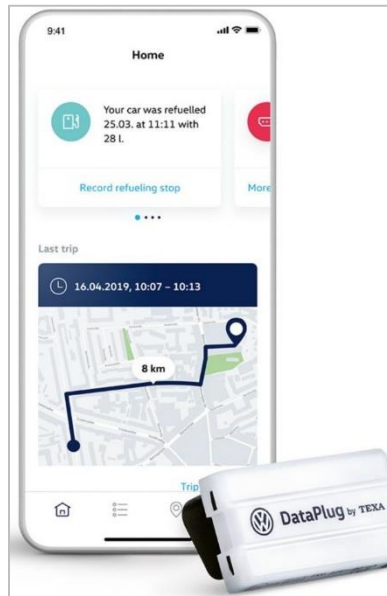 9:41
Home
Your car was refuelled
25.03. at 11:11 with
28 l.
Record refueling stop
More
Last trip
16.04.2019, 10:07 – 10:13
8 km
Trip
DataPlug by TEXA